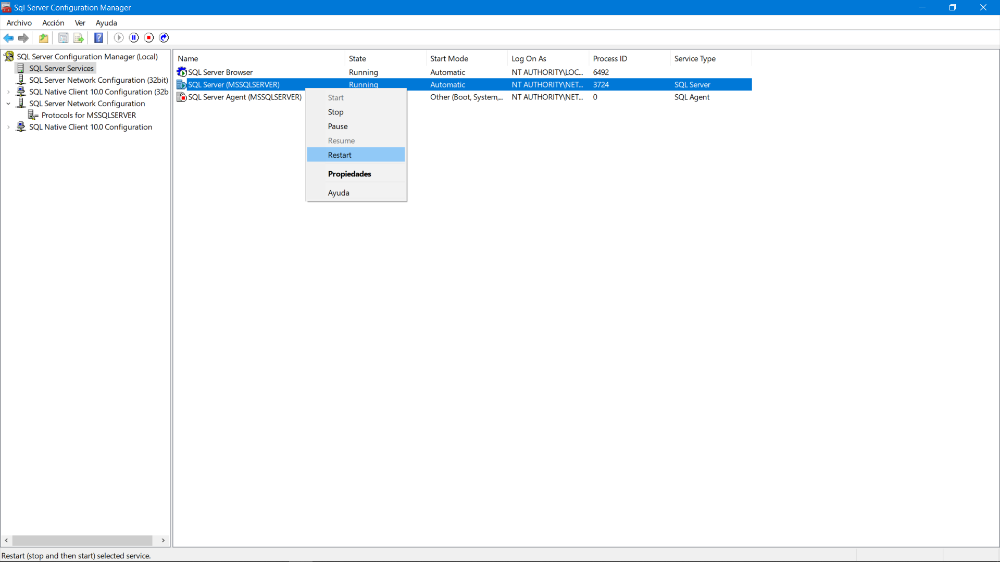 Sql Server Configuration Manager
Archivo Acción Ver Ayuda
SQL Server Configuration Manager (Local)
SQL Server Services
SQL Server Network Configuration (32bit)
SQL Native Client 10.0 Configuration (32b
SQL Server Network Configuration
Protocols for MSSQLSERVER
SQL Native Client 10.0 Configuration
Name State Start Mode Log On As Process ID Service Type
SQL Server Browser Running Automatic NT AUTHORITY\LOC... 6492
SQL Server (MSSQLSERVER) Running Automatic NT AUTHORITY\NET... 3724 SQL Server
SQL Server Agent (MSSQLSERVER) Other (Boot, System,... NT AUTHORITY\NET... 0 SQL Agent
Start
Stop
Pause
Resume
Restart
Propiedades
Ayuda
Restart (stop and then start) selected service.